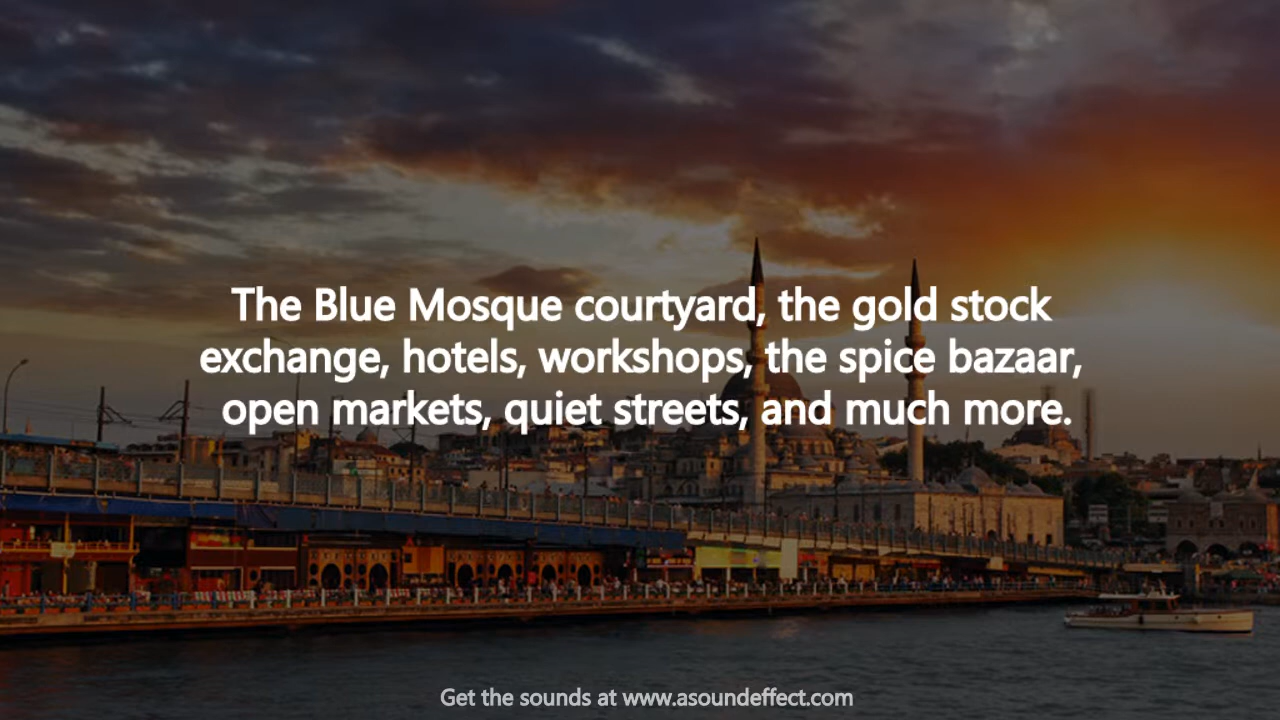 The Blue Mosque courtyard, the gold stock
exchange, hotels, workshops, the spice bazaar,
open markets, quiet streets, and much more.
Get the sounds at www.asoundeffect.com